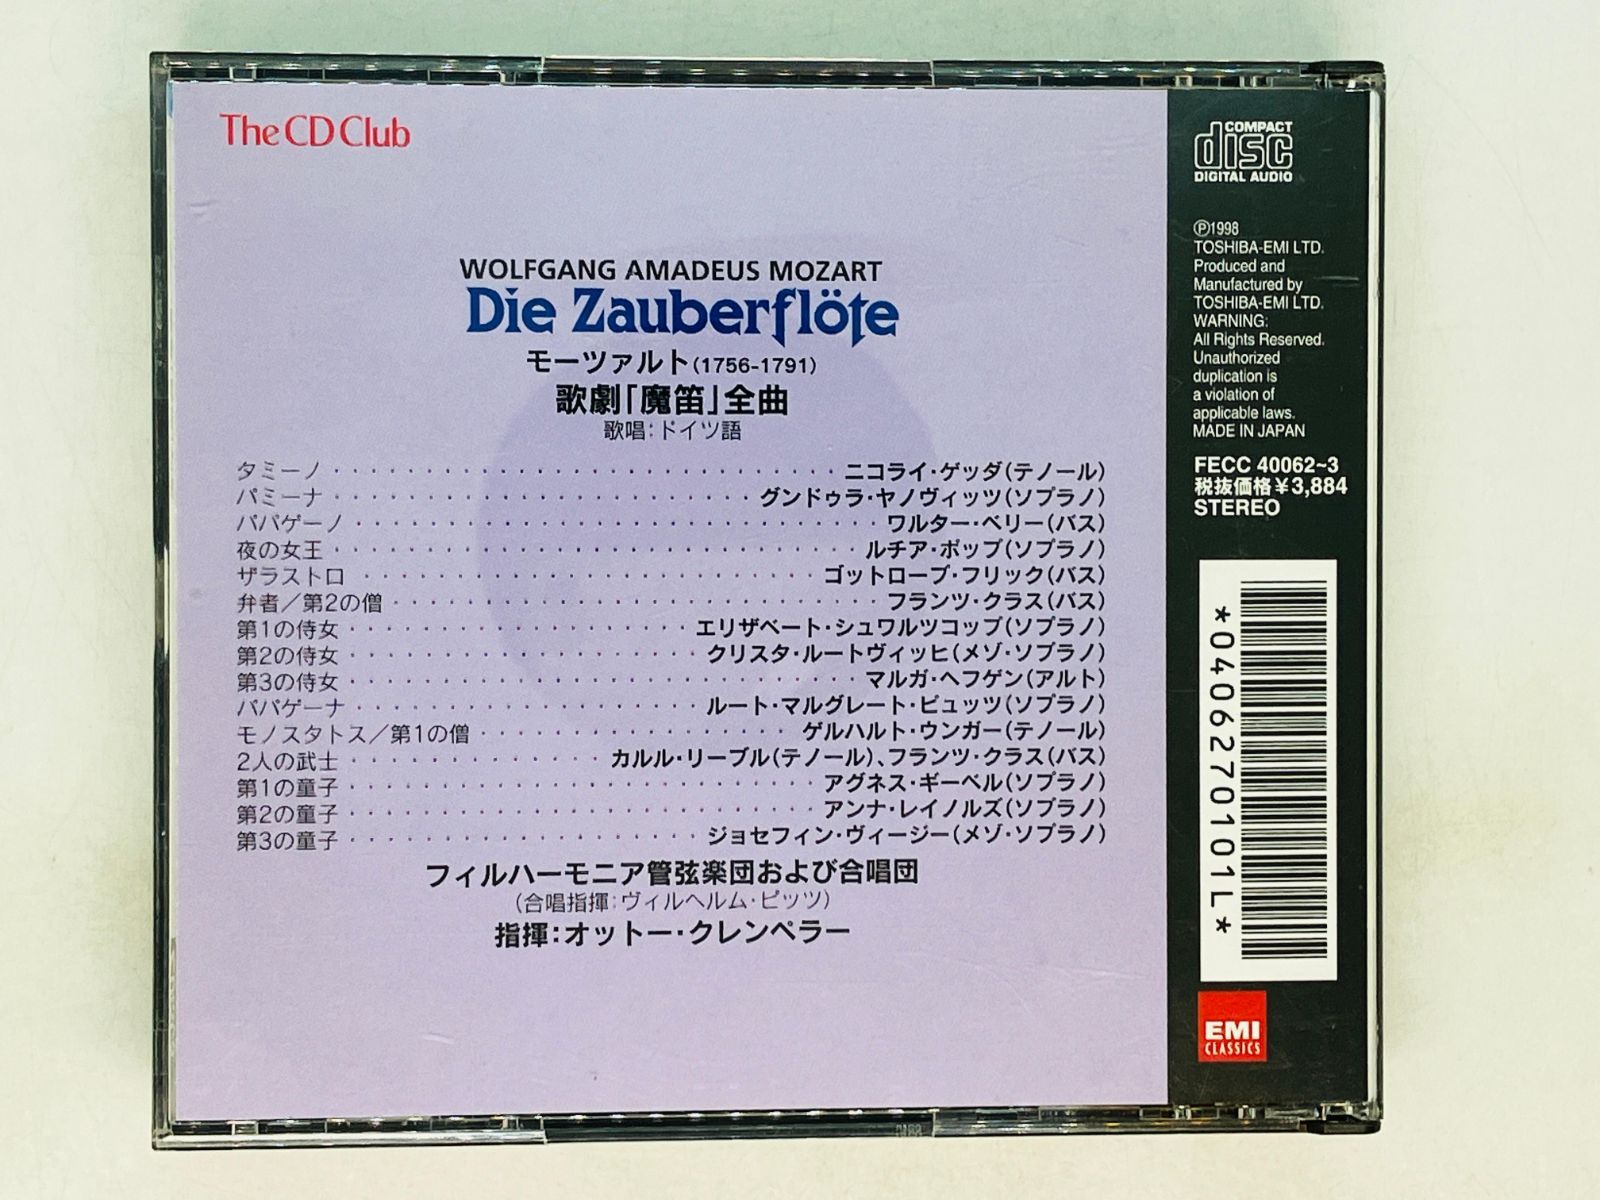 The CD Club
WOLFGANG AMADEUS MOZART
Die Zauberflöte
モーツァルト(1756-1791)
歌劇「魔笛」全曲
歌唱:ドイツ語
タミーノ・・・・・・・・・・・・・・・・・・・・・・ニコライ・ゲッダ(テノール)
パミーナ・・・・・・・・・・・・・・・・・・グンドゥラ・ヤノヴィッツ(ソプラノ)
パパゲーノ・・・・・・・・・・・・・・・・・・・・・・・ワルター・ベリー(バス)
夜の女王・・・・・・・・・・・・・・・・・・・・・・・ルチア・ポップ(ソプラノ)
ザラストロ・・・・・・・・・・・・・・・・・・・・ゴットロープ・フリック(バス)
弁者/第2の僧・・・・・・・・・・・・・・・・・・・・・フランツ・クラス(バス)
第1の侍女・・・・・・・・・・・・・・・エリザベート・シュワルツコップ(ソプラノ)
第2の侍女・・・・・・・・・・・・・・・クリスタ・ルートヴィッヒ(メゾ・ソプラノ)
第3の侍女・・・・・・・・・・・・・・・・・・・・・・マルガ・ヘフゲン(アルト)
パパゲーナ・・・・・・・・・・・・・・・ルート・マルグレート・ピュッツ(ソプラノ)
モノスタトス/第1の僧・・・・・・・・・・・・・・ゲルハルト・ウンガー(テノール)
2人の武士・・・・・・・・・・・・カルル・リーブル(テノール)、フランツ・クラス(バス)
第1の童子・・・・・・・・・・・・・・・・・・・・アグネス・ギーベル(ソプラノ)
第2の童子・・・・・・・・・・・・・・・・・・・・アンナ・レイノルズ(ソプラノ)
第3の童子・・・・・・・・・・・・・・・ジョセフィン・ヴィージー(メゾ・ソプラノ)
フィルハーモニア管弦楽団および合唱団
(合唱指揮:ヴィルヘルム・ピッツ)
指揮:オットー・クレンペラー
COMPACT
disc
DIGITAL AUDIO
Ⓟ1998
TOSHIBA-EMI LTD.
Produced and
Manufactured by
TOSHIBA-EMI LTD.
WARNING:
All Rights Reserved.
Unauthorized
duplication is
a violation of
applicable laws.
MADE IN JAPAN
FECC 40062~3
税抜価格¥3,884
STEREO
*0406270101L*
EMI
CLASSICS